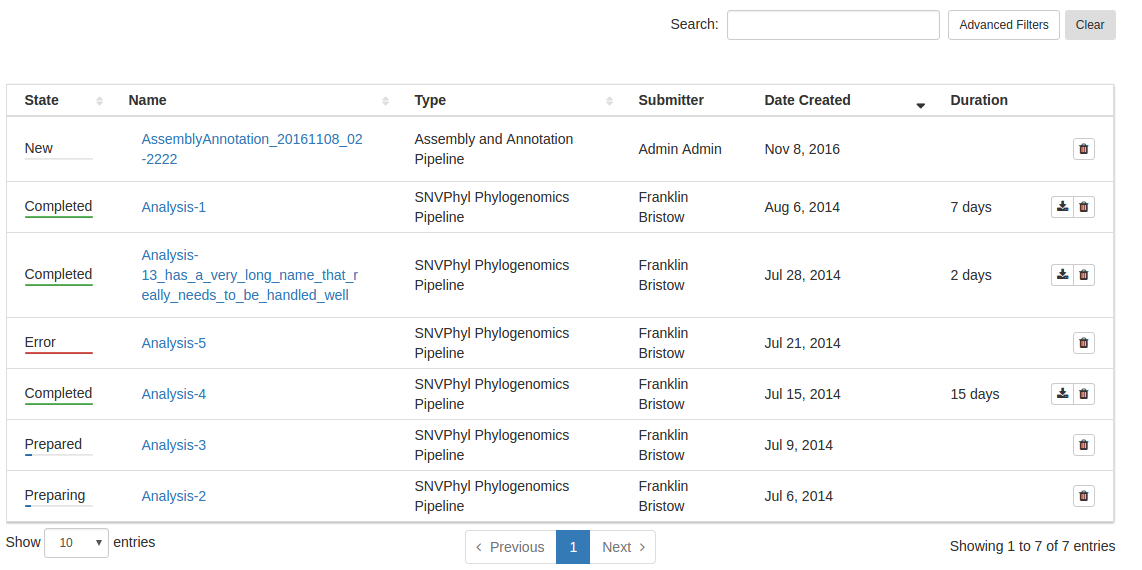 Search: Advanced Filters Clear
State Name Type Submitter Date Created Duration
New AssemblyAnnotation_20161108_02 Assembly and Annotation Admin Admin Nov 8, 2016
-2222 Pipeline
Completed Analysis-1 SNVPhyl Phylogenomics Franklin Aug 6, 2014 7 days
Pipeline Bristow
Analysis-
Completed 13_has_a_very_long_name_that_r SNVPhyl Phylogenomics Franklin Jul 28, 2014 2 days
eally_needs_to_be_handled_well Pipeline Bristow
Error Analysis-5 SNVPhyl Phylogenomics Franklin Jul 21, 2014
Pipeline Bristow
Completed Analysis-4 SNVPhyl Phylogenomics Franklin Jul 15, 2014 15 days
Pipeline Bristow
Prepared Analysis-3 SNVPhyl Phylogenomics Franklin Jul 9, 2014
Pipeline Bristow
Preparing Analysis-2 SNVPhyl Phylogenomics Franklin Jul 6, 2014
Pipeline Bristow
Show 10 entries Previous 1 Next Showing 1 to 7 of 7 entries